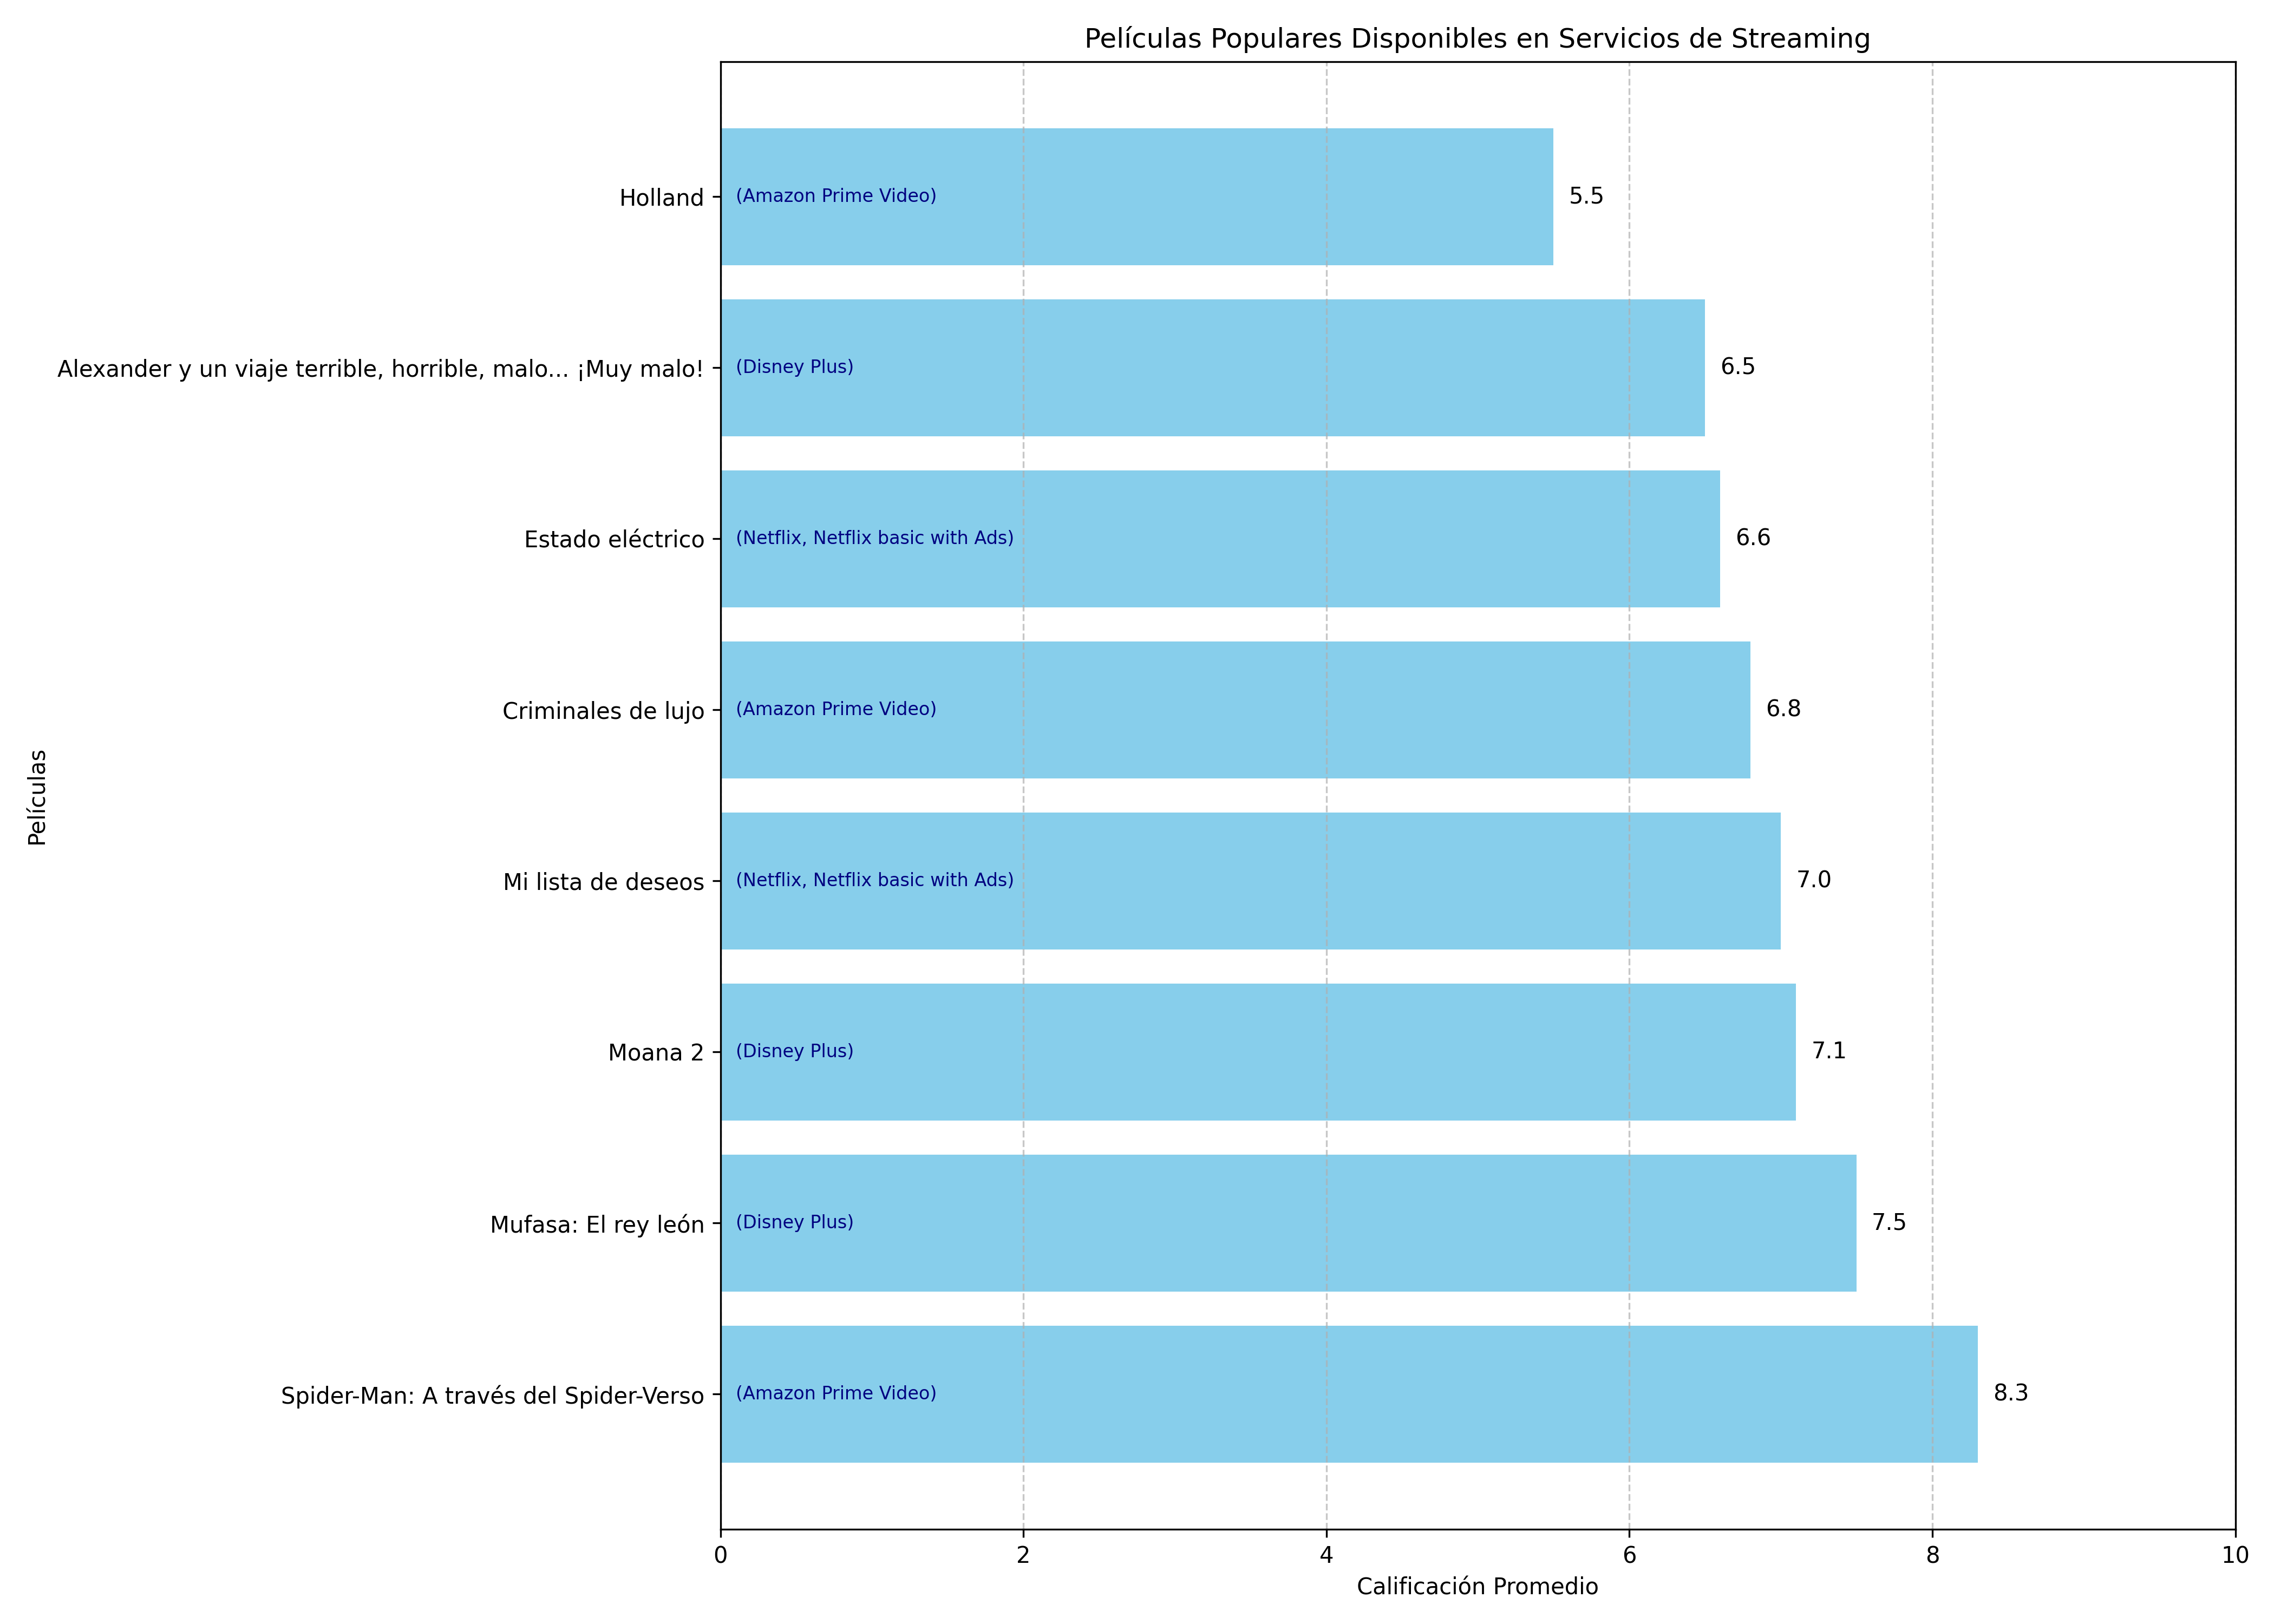 Películas Populares Disponibles en Servicios de Streaming
Holland
(Amazon Prime Video)
5.5
Alexander y un viaje terrible, horrible, malo... ¡Muy malo!
(Disney Plus)
6.5
Estado eléctrico
(Netflix, Netflix basic with Ads)
6.6
Criminales de lujo
(Amazon Prime Video)
6.8
Mi lista de deseos
(Netflix, Netflix basic with Ads)
7.0
Moana 2
(Disney Plus)
7.1
Mufasa: El rey león
(Disney Plus)
7.5
Spider-Man: A través del Spider-Verso
(Amazon Prime Video)
8.3
Películas
0 2 4 6 8 10
Calificación Promedio